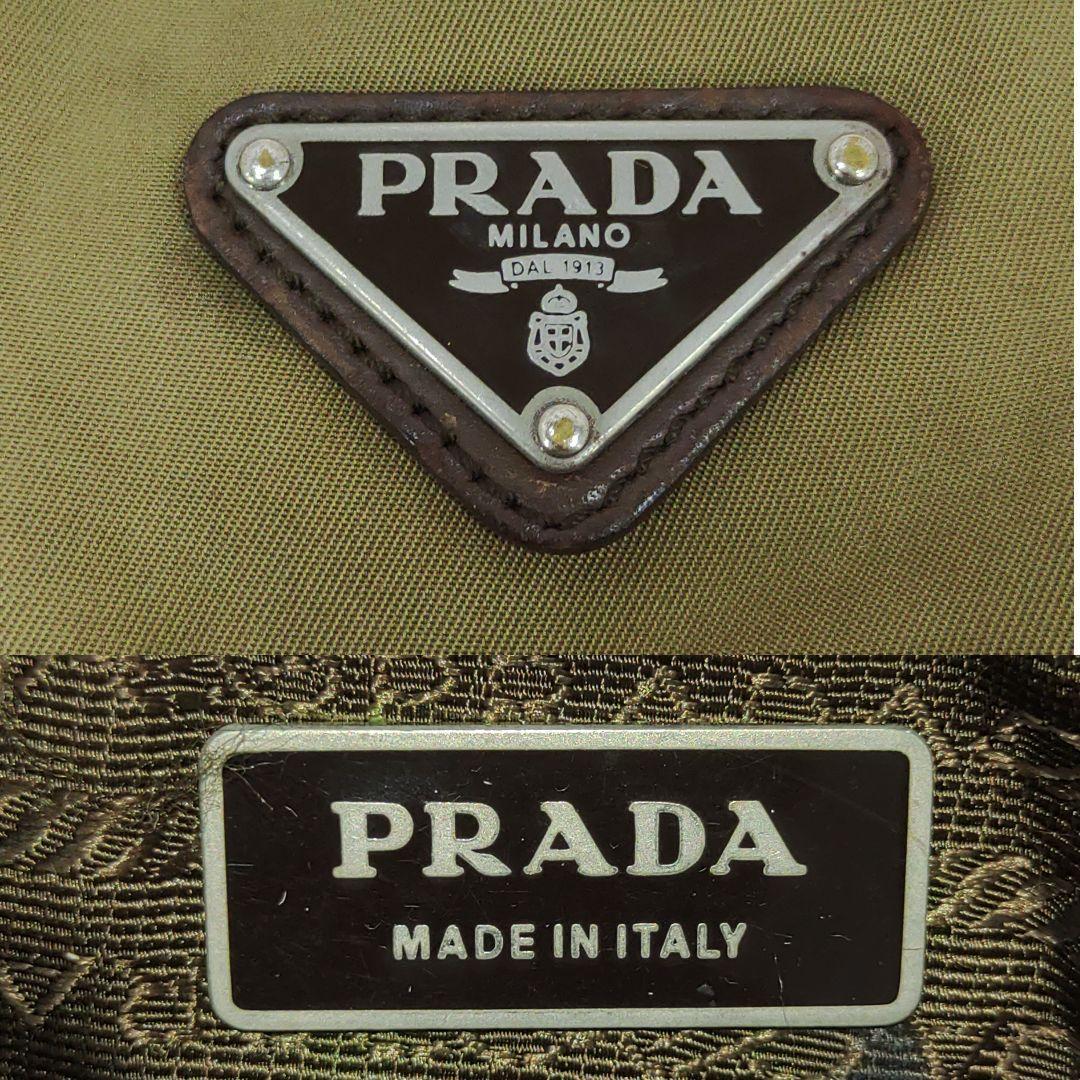 PRADA
MILANO
DAL 1913
PRADA
MADE IN ITALY